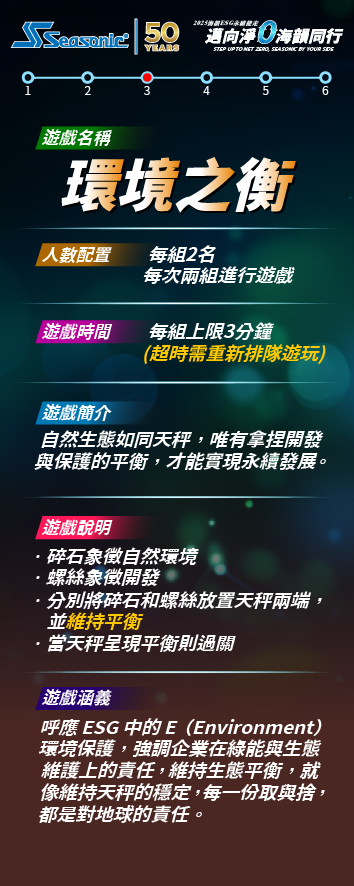 Seasonic
50
YEARS
2025海韻ESG永續健走
邁向淨0海韻同行
STEP UP TO NET ZERO, SEASONIC BY YOUR SIDE
1 2 3 4 5 6
遊戲名稱
環境之衡
人數配置
每組2名
每次兩組進行遊戲
遊戲時間
每組上限3分鐘
(超時需重新排隊遊玩)
遊戲簡介
自然生態如同天秤，唯有拿捏開發
與保護的平衡，才能實現永續發展。
遊戲說明
· 碎石象徵自然環境
· 螺絲象徵開發
· 分別將碎石和螺絲放置天秤兩端，
並維持平衡
· 當天秤呈現平衡則過關
遊戲涵義
呼應 ESG 中的 E（Environment）
環境保護，強調企業在綠能與生態
維護上的責任，維持生態平衡，就
像維持天秤的穩定，每一份取與捨，
都是對地球的責任。